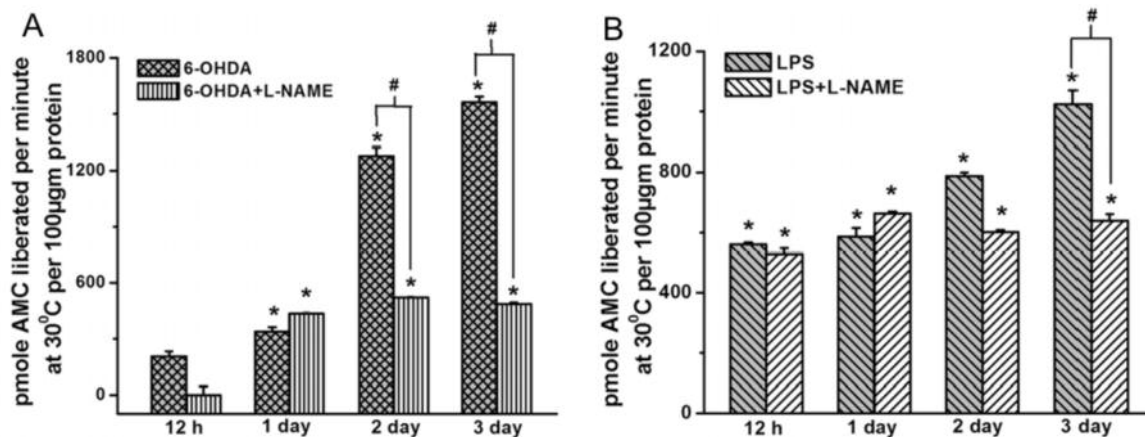 A
pmole AMC liberated per minute
at 30⁰C per 100µgm protein
1800
1200
600
0
6-OHDA
6-OHDA+L-NAME
#
#
*
*
*
*
*
*
12 h
1 day
2 day
3 day
B
pmole AMC liberated per minute
at 30⁰C per 100µgm protein
1200
800
400
0
LPS
LPS+L-NAME
#
*
*
*
*
*
*
*
*
12 h
1 day
2 day
3 day